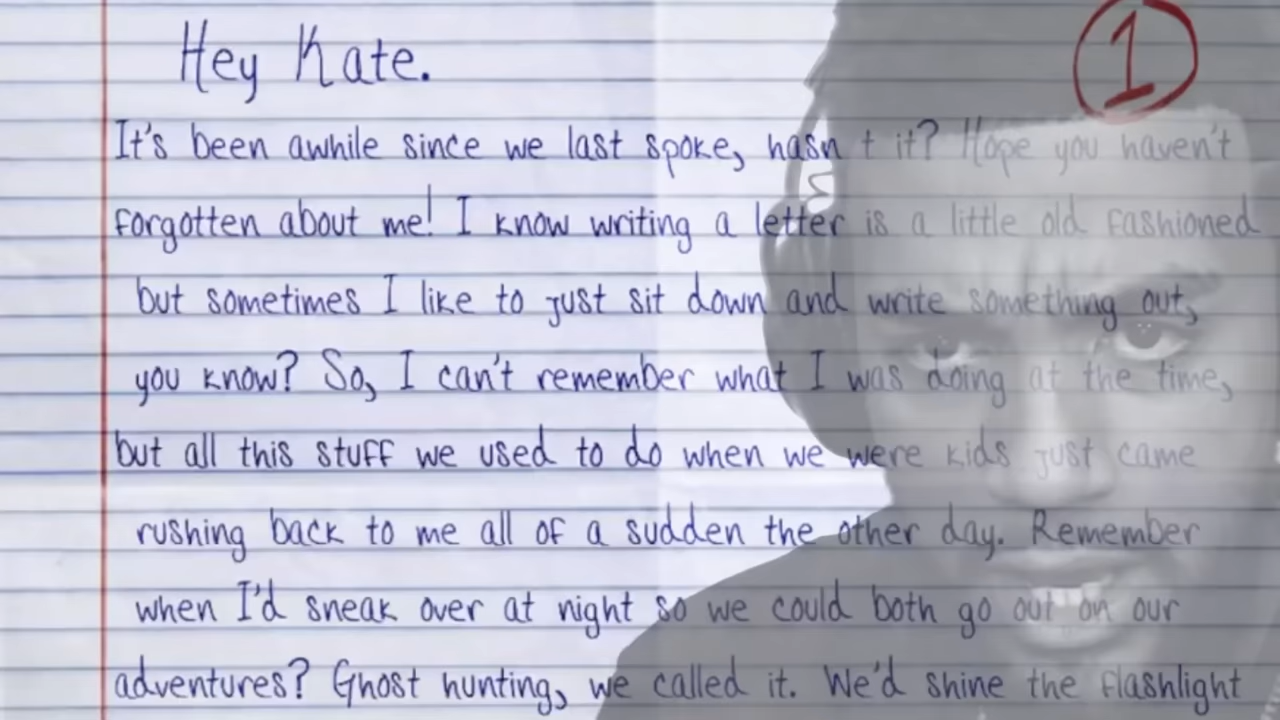 1
Hey Kate.
It's been awhile since we last spoke, hasn t it? Hope you haven't
forgotten about me! I know writing a letter is a little old fashioned
but sometimes I like to just sit down and write something out,
you know? So, I can't remember what I was doing at the time,
but all this stuff we used to do when we were kids just came
rushing back to me all of a sudden the other day. Remember
when I'd sneak over at night so we could both go out on our
adventures? Ghost hunting, we called it. We'd shine the flashlight